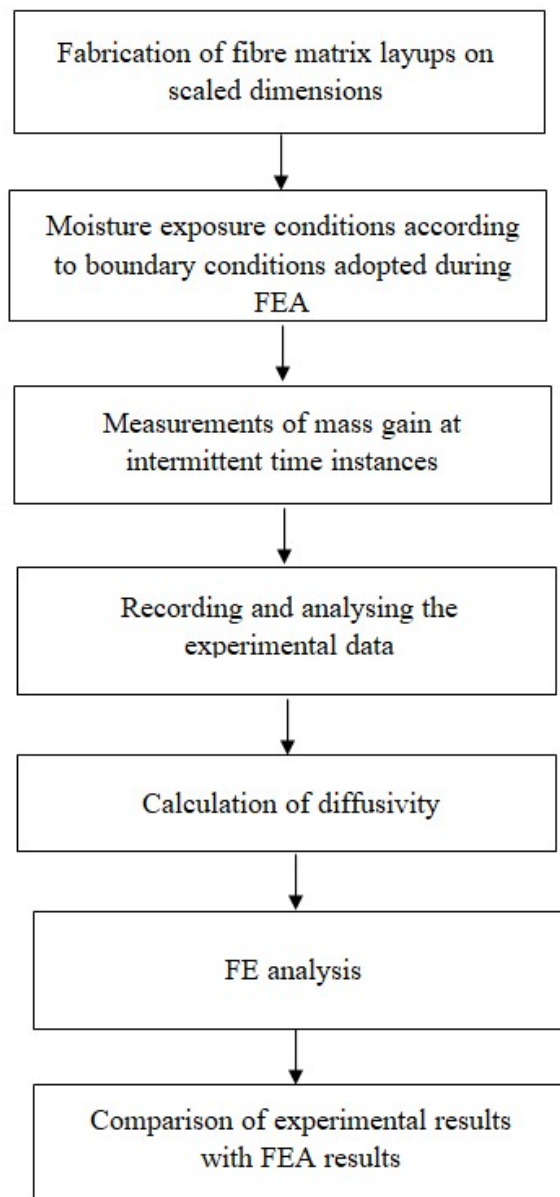 Fabrication of fibre matrix layups on
scaled dimensions
Moisture exposure conditions according
to boundary conditions adopted during
FEA
Measurements of mass gain at
intermittent time instances
Recording and analysing the
experimental data
Calculation of diffusivity
FE analysis
Comparison of experimental results
with FEA results